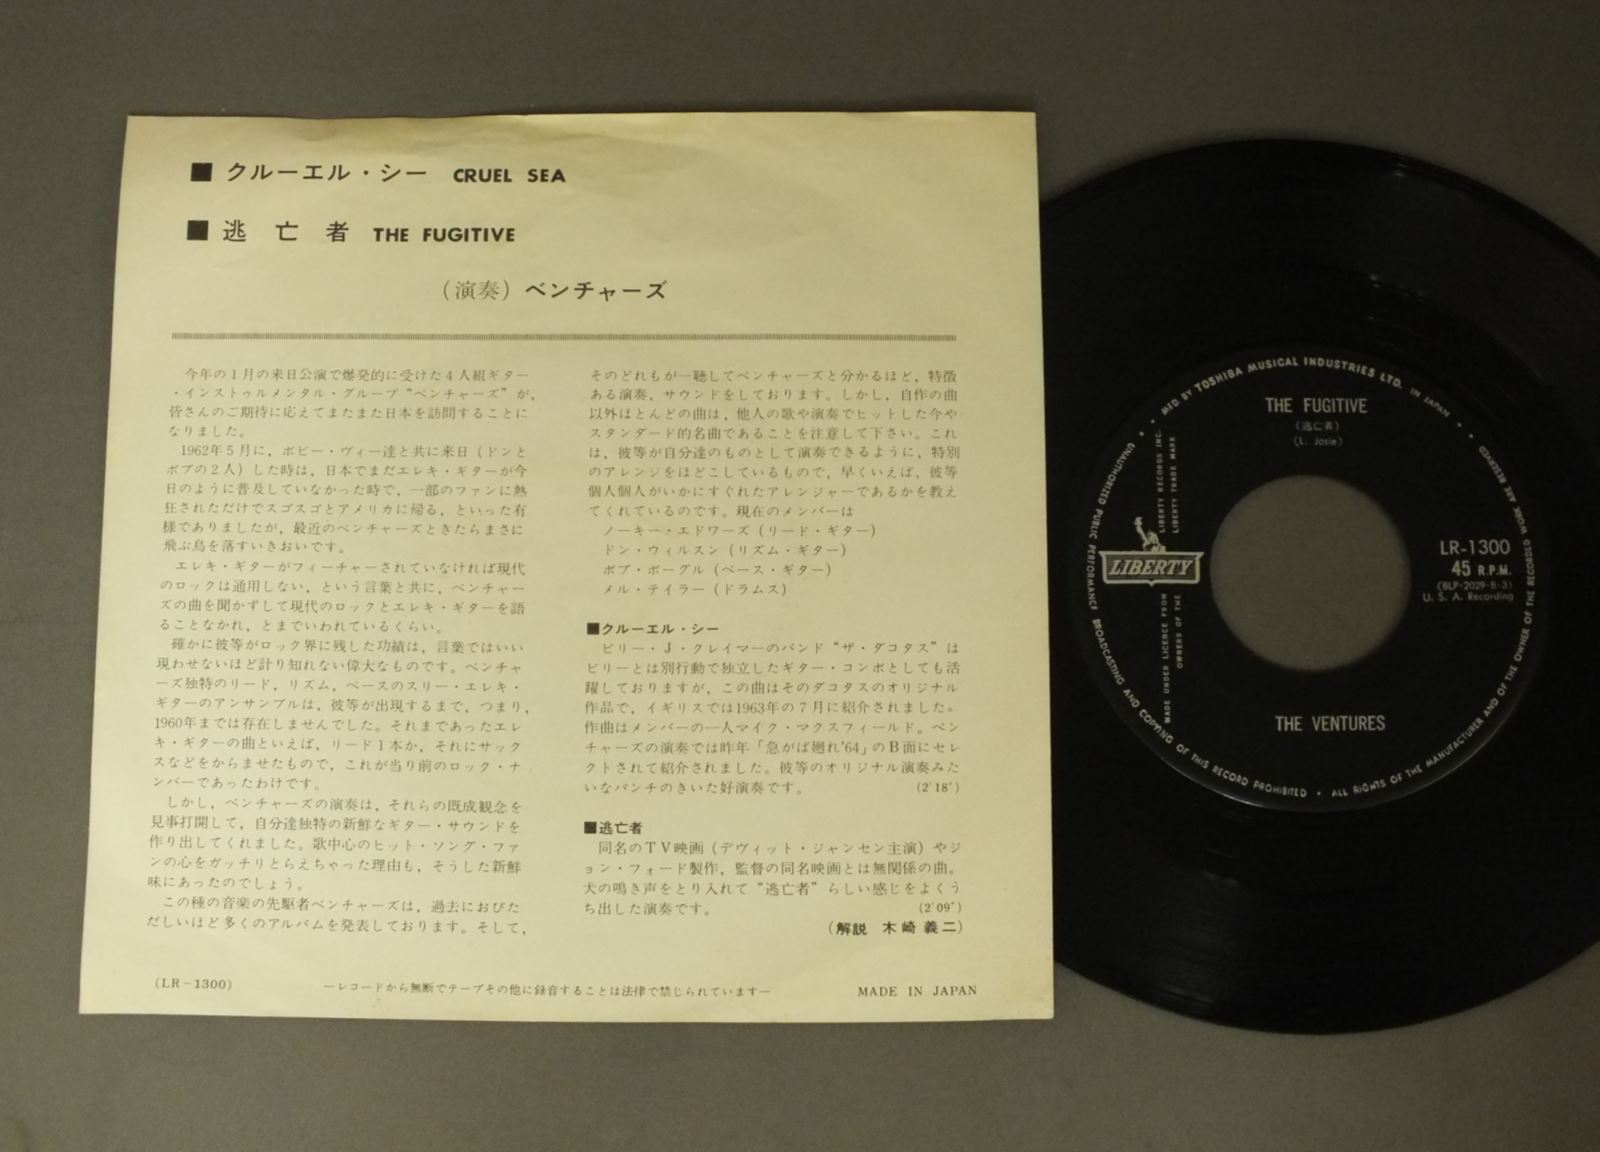 ■ クルーエル・シー CRUEL SEA
■ 逃亡者 THE FUGITIVE
(演奏) ベンチャーズ
今年の1月の来日公演で爆発的に受けた4人組ギター
・インストゥルメンタル・グループ“ベンチャーズ”が,
皆さんのご期待に応えてまたまた日本を訪問することに
なりました。
1962年5月に, ボビー・ヴィー達と共に来日 (ドンと
ボブの2人) した時は, 日本でまだエレキ・ギターが今
日のように普及していなかった時で, 一部のファンに熱
狂されただけでスゴスゴとアメリカに帰る, といった有
様でありましたが, 最近のベンチャーズときたらまさに
飛ぶ鳥を落すいきおいです。
エレキ・ギターがフィーチャーされていなければ現代
のロックは通用しない, という言葉と共に, ベンチャー
ズの曲を聞かずして現代のロックとエレキ・ギターを語
ることなかれ, とまでいわれているくらい。
確かに彼等がロック界に残した功績は, 言葉ではいい
現わせないほど計り知れない偉大なものです。ベンチャ
ーズ独特のリード, リズム, ベースのスリー・エレキ・
ギターのアンサンブルは, 彼等が出現するまで, つまり,
1960年までは存在しませんでした。それまであったエレ
キ・ギターの曲といえば, リード1本か, それにサック
スなどをからませたもので, これが当り前のロック・ナ
ンバーであったわけです。
しかし, ベンチャーズの演奏は, それらの既成観念を
見事打開して, 自分達独特の新鮮なギター・サウンドを
作り出してくれました。歌中心のヒット・ソング・ファ
ンの心をガッチリとらえちゃった理由も, そうした新鮮
味にあったのでしょう。
この種の音楽の先駆者ベンチャーズは, 過去におびた
だしいほど多くのアルバムを発表しております。そして,
そのどれもが一聴してベンチャーズと分かるほど, 特徴
ある演奏, サウンドをしております。しかし, 自作の曲
以外ほとんどの曲は, 他人の歌や演奏でヒットした今や
スタンダード的名曲であることを注意して下さい。これ
は, 彼等が自分達のものとして演奏できるように, 特別
のアレンジをほどこしているもので, 早くいえば, 彼等
個人個人がいかにすぐれたアレンジャーであるかを教え
てくれているのです。現在のメンバーは
ノーキー・エドワーズ (リード・ギター)
ドン・ウィルスン (リズム・ギター)
ボブ・ボーグル (ベース・ギター)
メル・テイラー (ドラムス)
■クルーエル・シー
ビリー・J・クレイマーのバンド“ザ・ダコタス”は
ビリーとは別行動で独立したギター・コンボとしても活
躍しておりますが, この曲はそのダコタスのオリジナル
作品で, イギリスでは1963年の7月に紹介されました。
作曲はメンバーの一人マイク・マクスフィールド。ベン
チャーズの演奏では昨年「急がば廻れ'64」のB面にセレ
クトされて紹介されました。彼等のオリジナル演奏みた
いなパンチのきいた好演奏です。 (2'18")
■逃亡者
同名のTV映画 (デヴィット・ジャンセン主演) やジ
ョン・フォード製作, 監督の同名映画とは無関係の曲。
犬の鳴き声をとり入れて“逃亡者”らしい感じをよくう
ち出した演奏です。 (2'09")
(解説 木崎義二)
(LR-1300)
―レコードから無断でテープその他に録音することは法律で禁じられています―
MADE IN JAPAN
• MFD. BY TOSHIBA MUSICAL INDUSTRIES LTD. IN JAPAN •
THE FUGITIVE
(逃亡者)
(L. Josie)
LIBERTY RECORDS INC.
LIBERTY TRADE MARK
LIBERTY
MADE UNDER LICENCE FROM
OWNERS OF THE
LR-1300
45 R.P.M.
(BLP-2029-B-3)
U. S. A. Recording
THE VENTURES
UNAUTHORIZED PUBLIC PERFORMANCE BROADCASTING AND COPYING OF THIS RECORD PROHIBITED • ALL RIGHTS OF THE MANUFACTURER AND OF THE OWNER OF THE RECORDED WORK ARE RESERVED